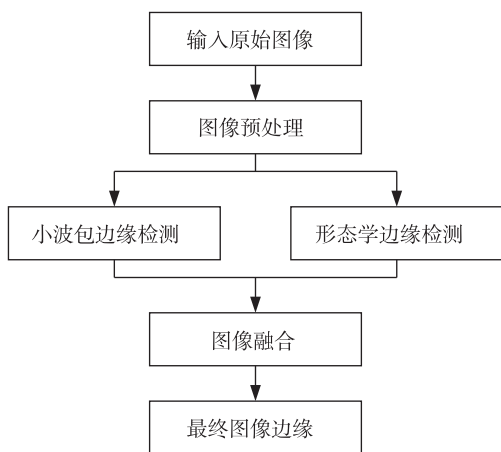 输入原始图像
图像预处理
小波包边缘检测
形态学边缘检测
图像融合
最终图像边缘